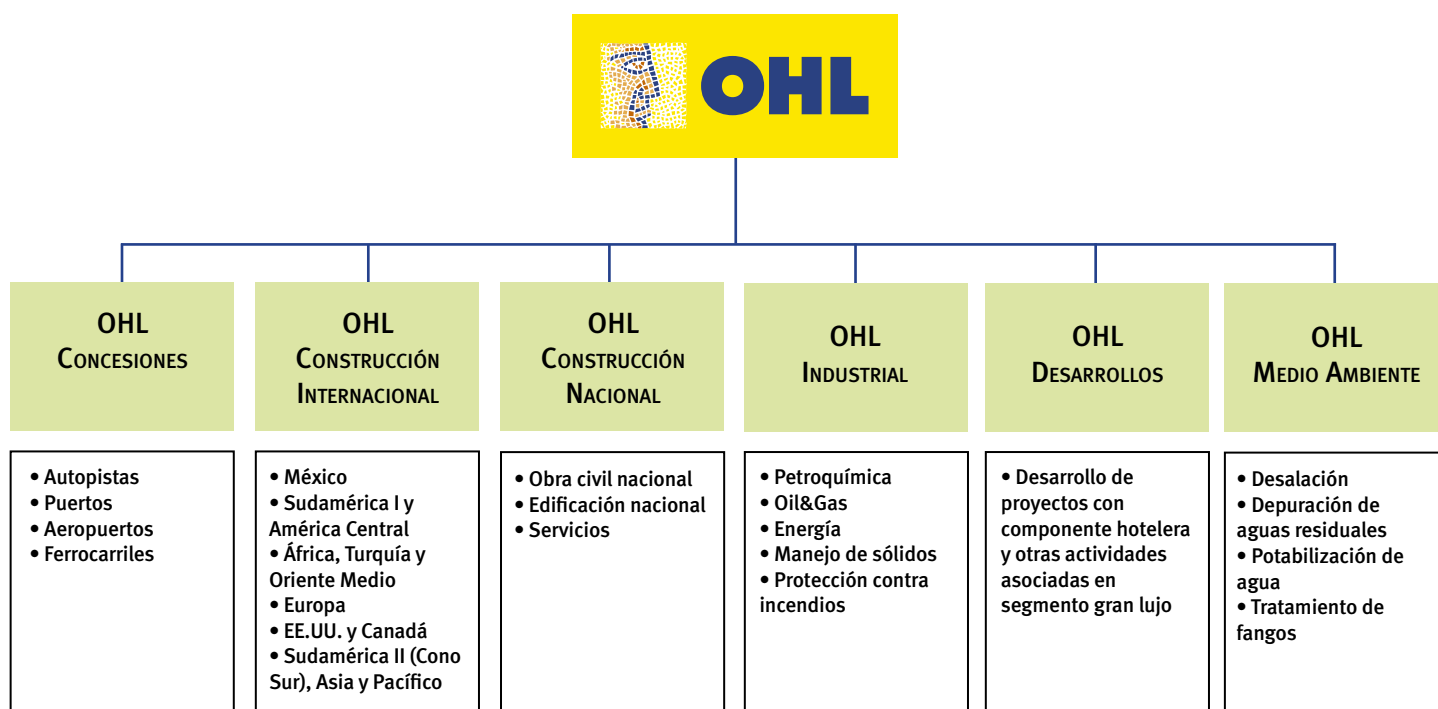 OHL
OHL
CONCESIONES
OHL
CONSTRUCCIÓN
INTERNACIONAL
OHL
CONSTRUCCIÓN
NACIONAL
OHL
INDUSTRIAL
OHL
DESARROLLOS
OHL
MEDIO AMBIENTE
• Autopistas
• Puertos
• Aeropuertos
• Ferrocarriles
• México
• Sudamérica I y
América Central
• África, Turquía y
Oriente Medio
• Europa
• EE.UU. y Canadá
• Sudamérica II (Cono
Sur), Asia y Pacífico
• Obra civil nacional
• Edificación nacional
• Servicios
• Petroquímica
• Oil&Gas
• Energía
• Manejo de sólidos
• Protección contra
incendios
• Desarrollo de
proyectos con
componente hotelera
y otras actividades
asociadas en
segmento gran lujo
• Desalación
• Depuración de
aguas residuales
• Potabilización de
agua
• Tratamiento de
fangos